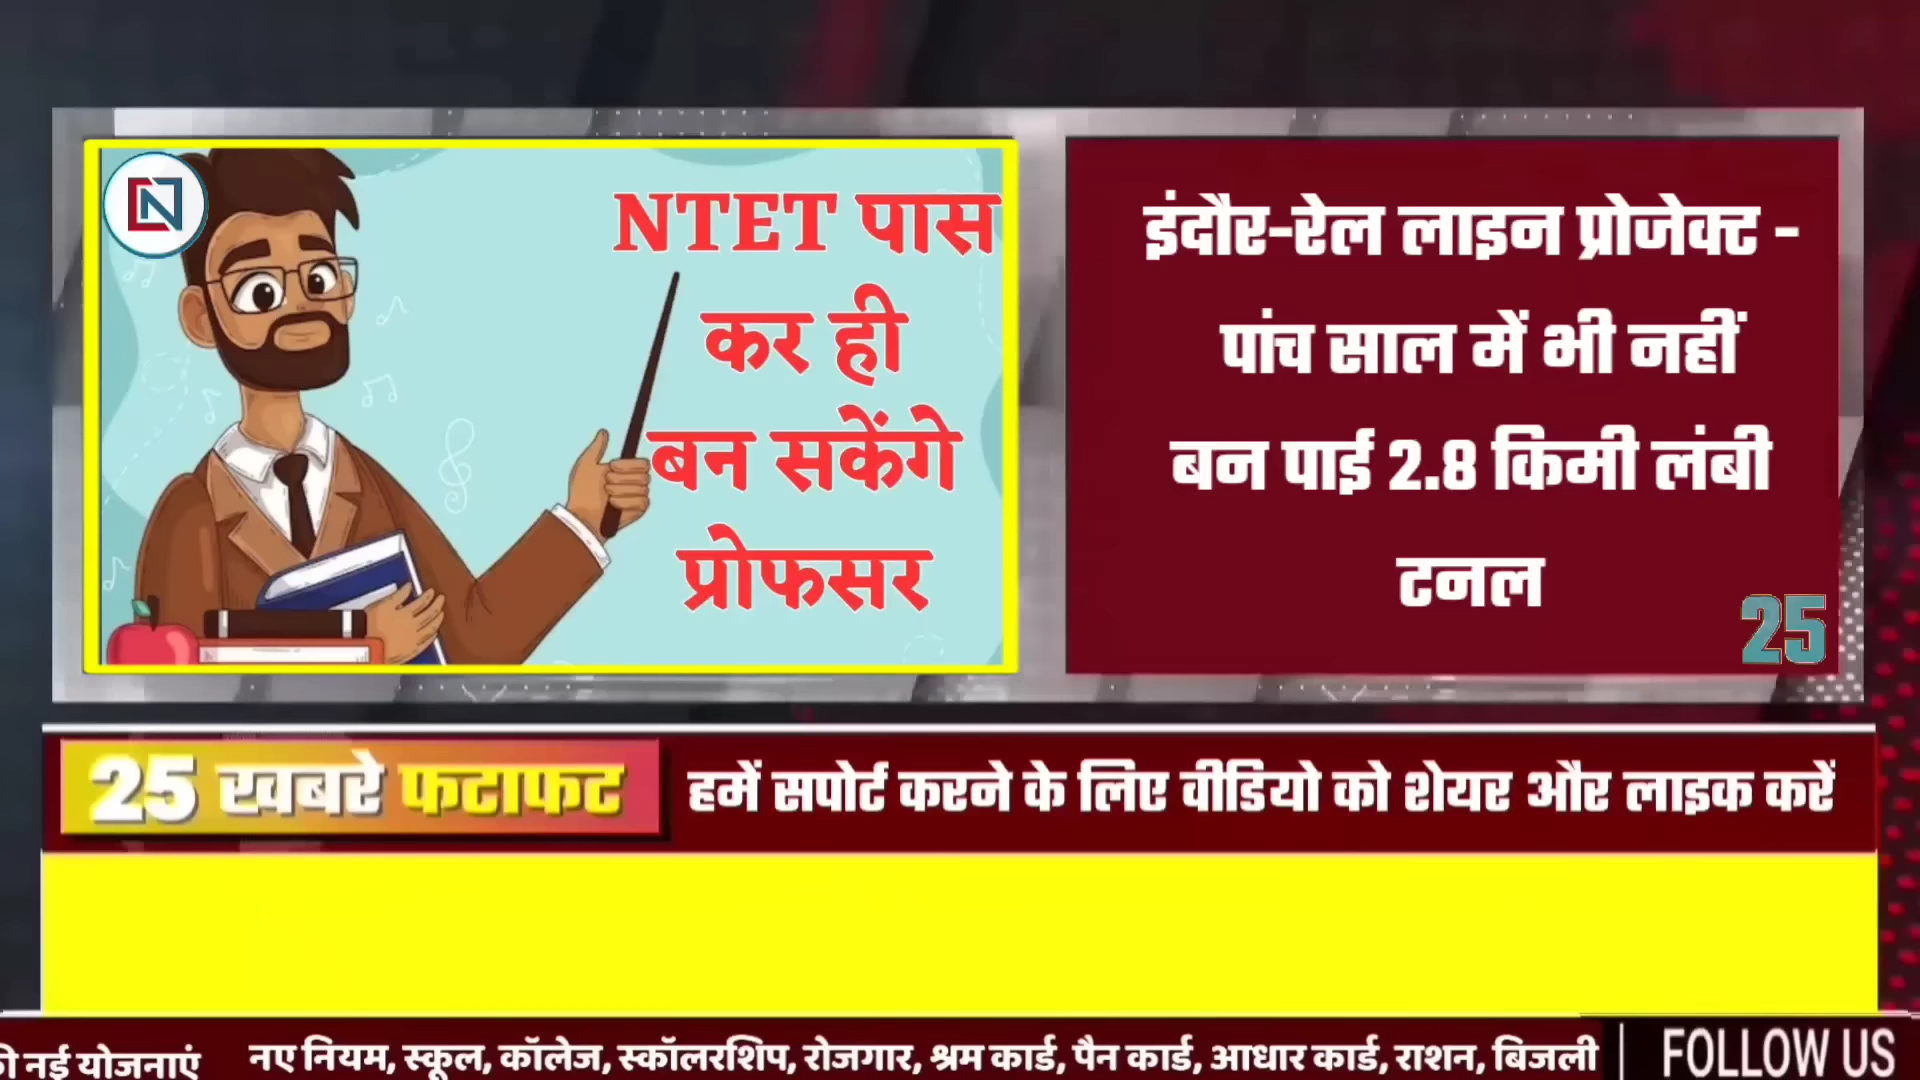 NTET पास
कर ही
बन सकेंगे
प्रोफसर
इंदौर-रेल लाइन प्रोजेक्ट -
पांच साल में भी नहीं
बन पाई 2.8 किमी लंबी
टनल
25
25 खबरे फटाफट
हमें सपोर्ट करने के लिए वीडियो को शेयर और लाइक करें
की नई योजनाएं नए नियम, स्कूल, कॉलेज, स्कॉलरशिप, रोजगार, श्रम कार्ड, पैन कार्ड, आधार कार्ड, राशन, बिजली
FOLLOW US